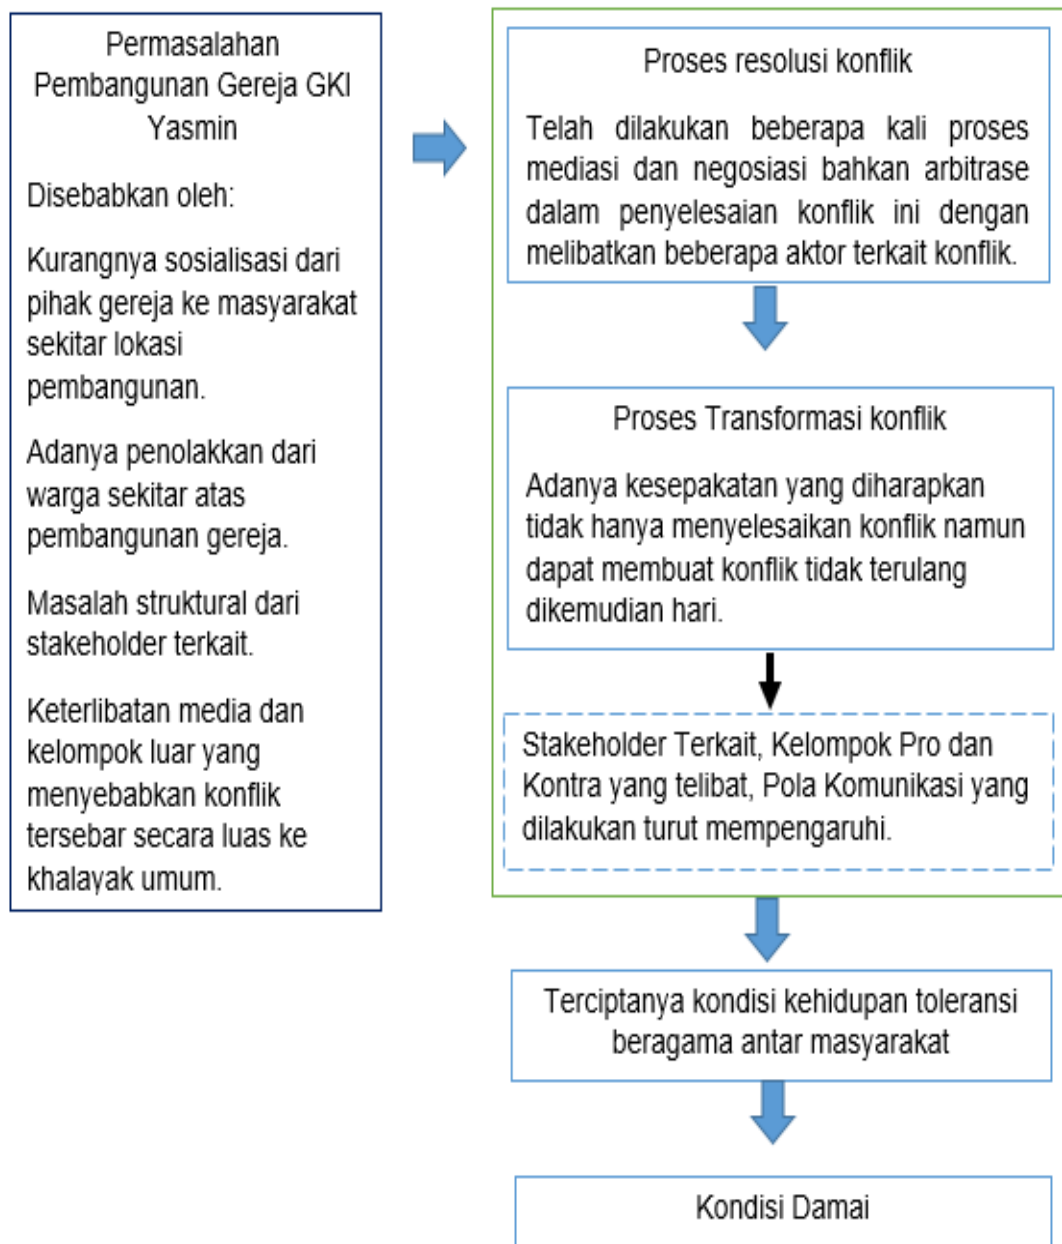 Permasalahan
Pembangunan Gereja GKI
Yasmin
Disebabkan oleh:
Kurangnya sosialisasi dari
pihak gereja ke masyarakat
sekitar lokasi
pembangunan.
Adanya penolakkan dari
warga sekitar atas
pembangunan gereja.
Masalah struktural dari
stakeholder terkait.
Keterlibatan media dan
kelompok luar yang
menyebabkan konflik
tersebar secara luas ke
khalayak umum.
Proses resolusi konflik
Telah dilakukan beberapa kali proses
mediasi dan negosiasi bahkan arbitrase
dalam penyelesaian konflik ini dengan
melibatkan beberapa aktor terkait konflik.
Proses Transformasi konflik
Adanya kesepakatan yang diharapkan
tidak hanya menyelesaikan konflik namun
dapat membuat konflik tidak terulang
dikemudian hari.
Stakeholder Terkait, Kelompok Pro dan
Kontra yang telibat, Pola Komunikasi yang
dilakukan turut mempengaruhi.
Terciptanya kondisi kehidupan toleransi
beragama antar masyarakat
Kondisi Damai